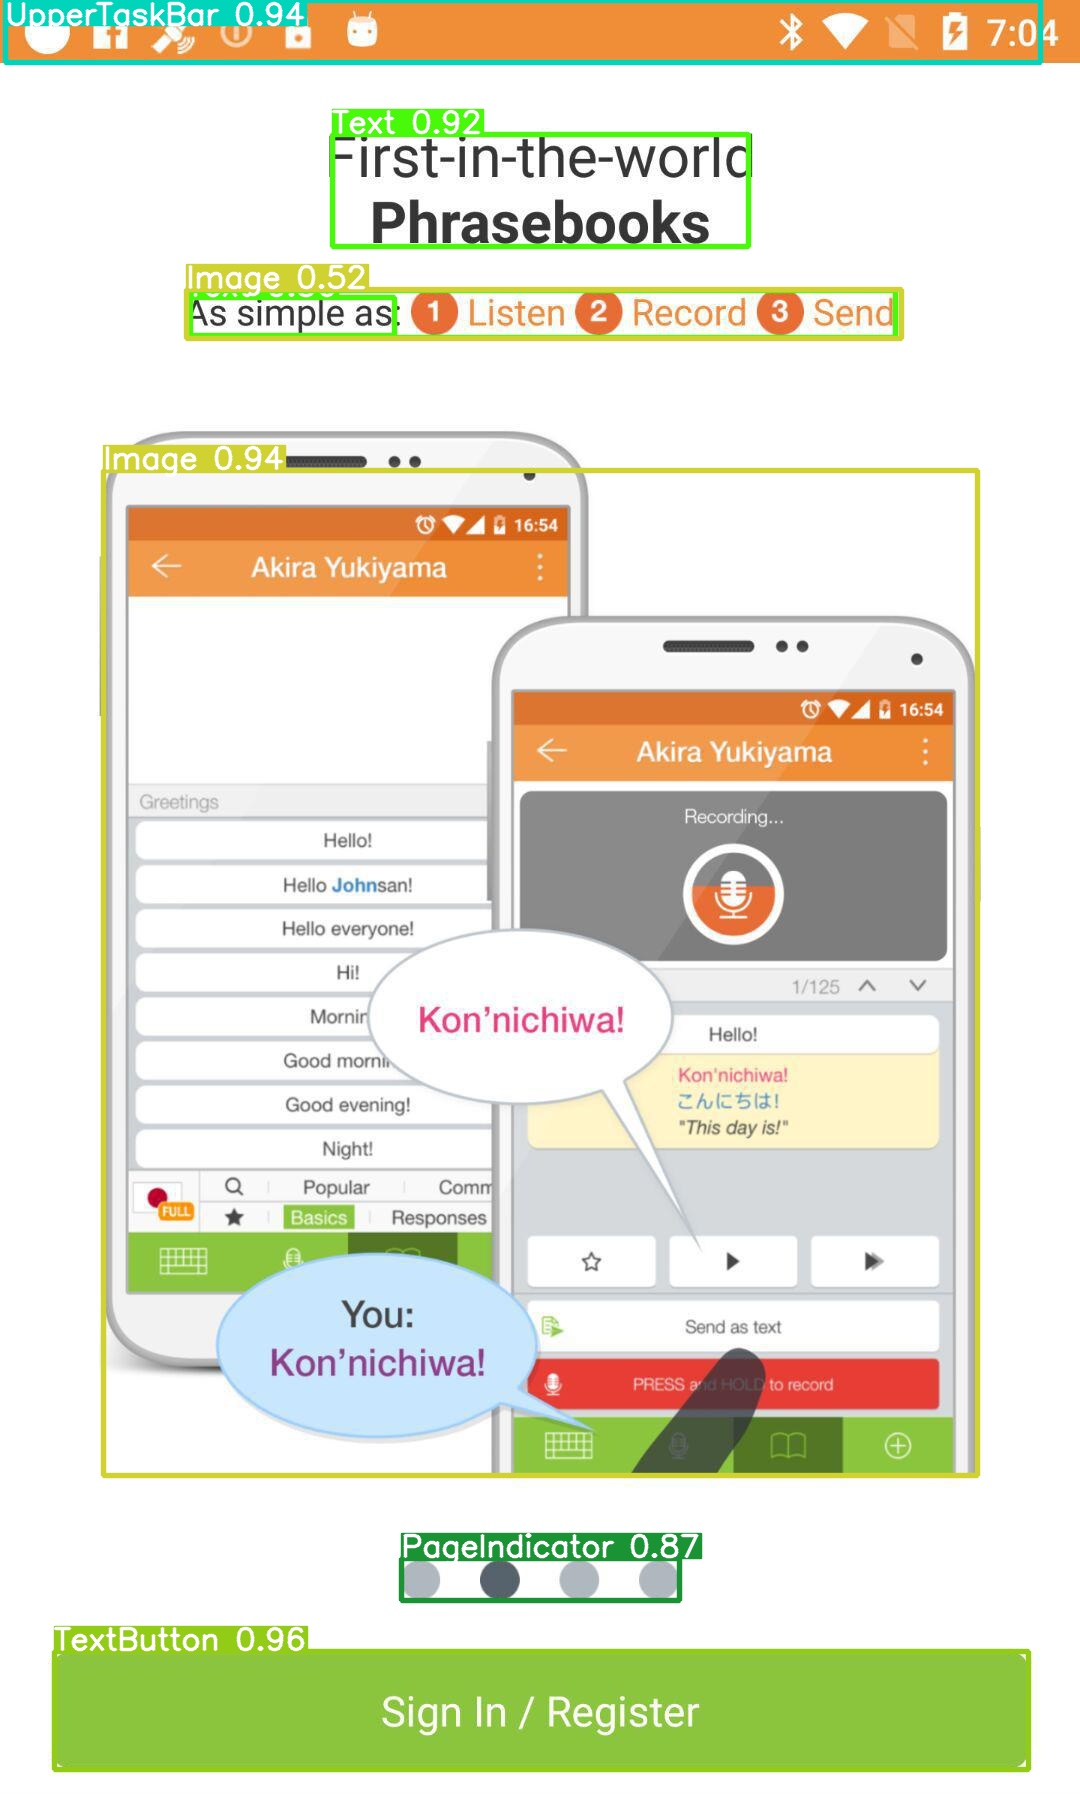 UpperTaskBar 0.94
7:04
Text 0.92
First-in-the-world
Phrasebooks
Image 0.52
As simple as: 1 Listen 2 Record 3 Send
Image 0.94
16:54
Akira Yukiyama
Greetings
Hello!
Hello Johnsan!
Hello everyone!
Hi!
Good evening!
Night!
FULL
Popular
Basics
Responses
16:54
Akira Yukiyama
Recording...
1/125
Kon'nichiwa!
Hello!
Kon'nichiwa!
こんにちは!
"This day is!"
You:
Kon'nichiwa!
Send as text
PRESS and HOLD to record
PageIndicator 0.87
TextButton 0.96
Sign In / Register